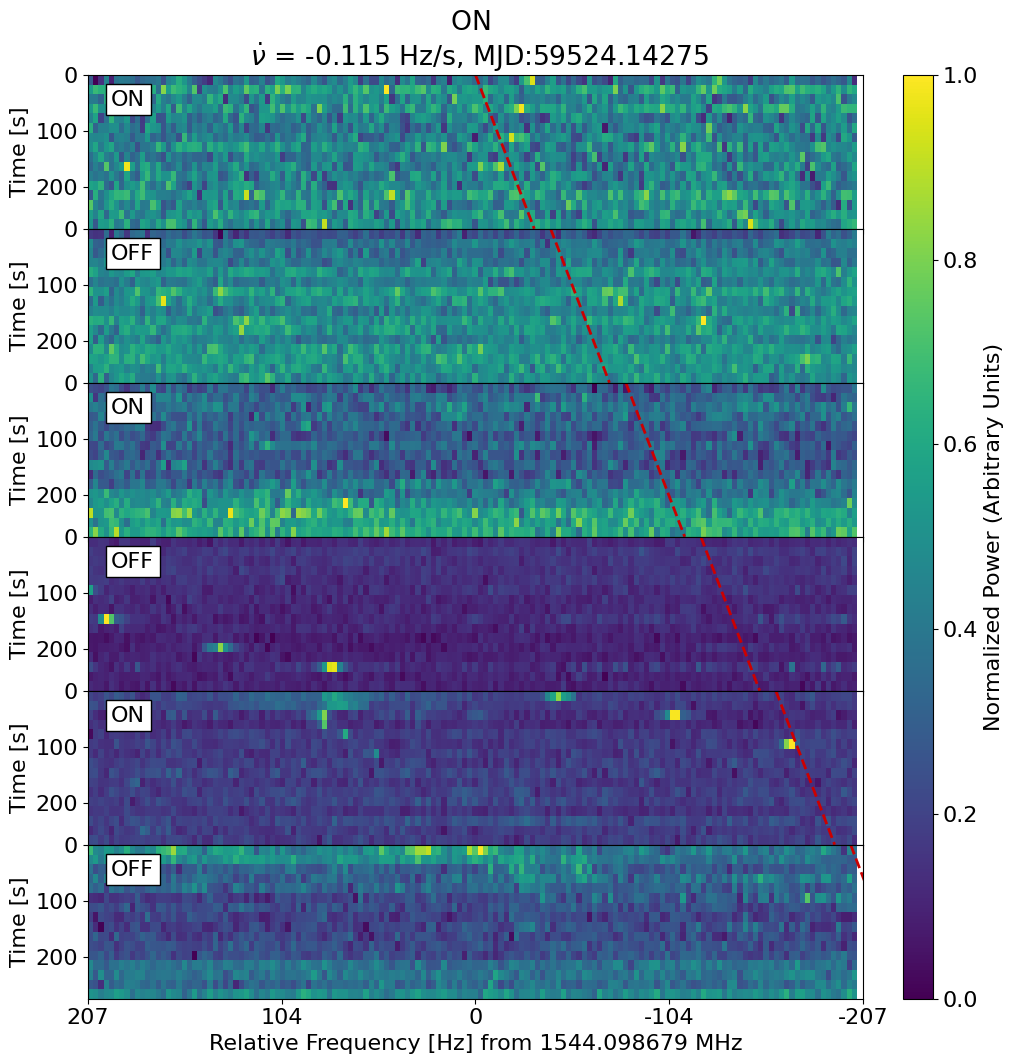 ON
ν̇ = -0.115 Hz/s, MJD:59524.14275
0
100
200
Time [s]
ON
0
100
200
Time [s]
OFF
0
100
200
Time [s]
ON
0
100
200
Time [s]
OFF
0
100
200
Time [s]
ON
0
100
200
Time [s]
OFF
207 104 0 -104 -207
Relative Frequency [Hz] from 1544.098679 MHz
1.0
0.8
0.6
0.4
0.2
0.0
Normalized Power (Arbitrary Units)